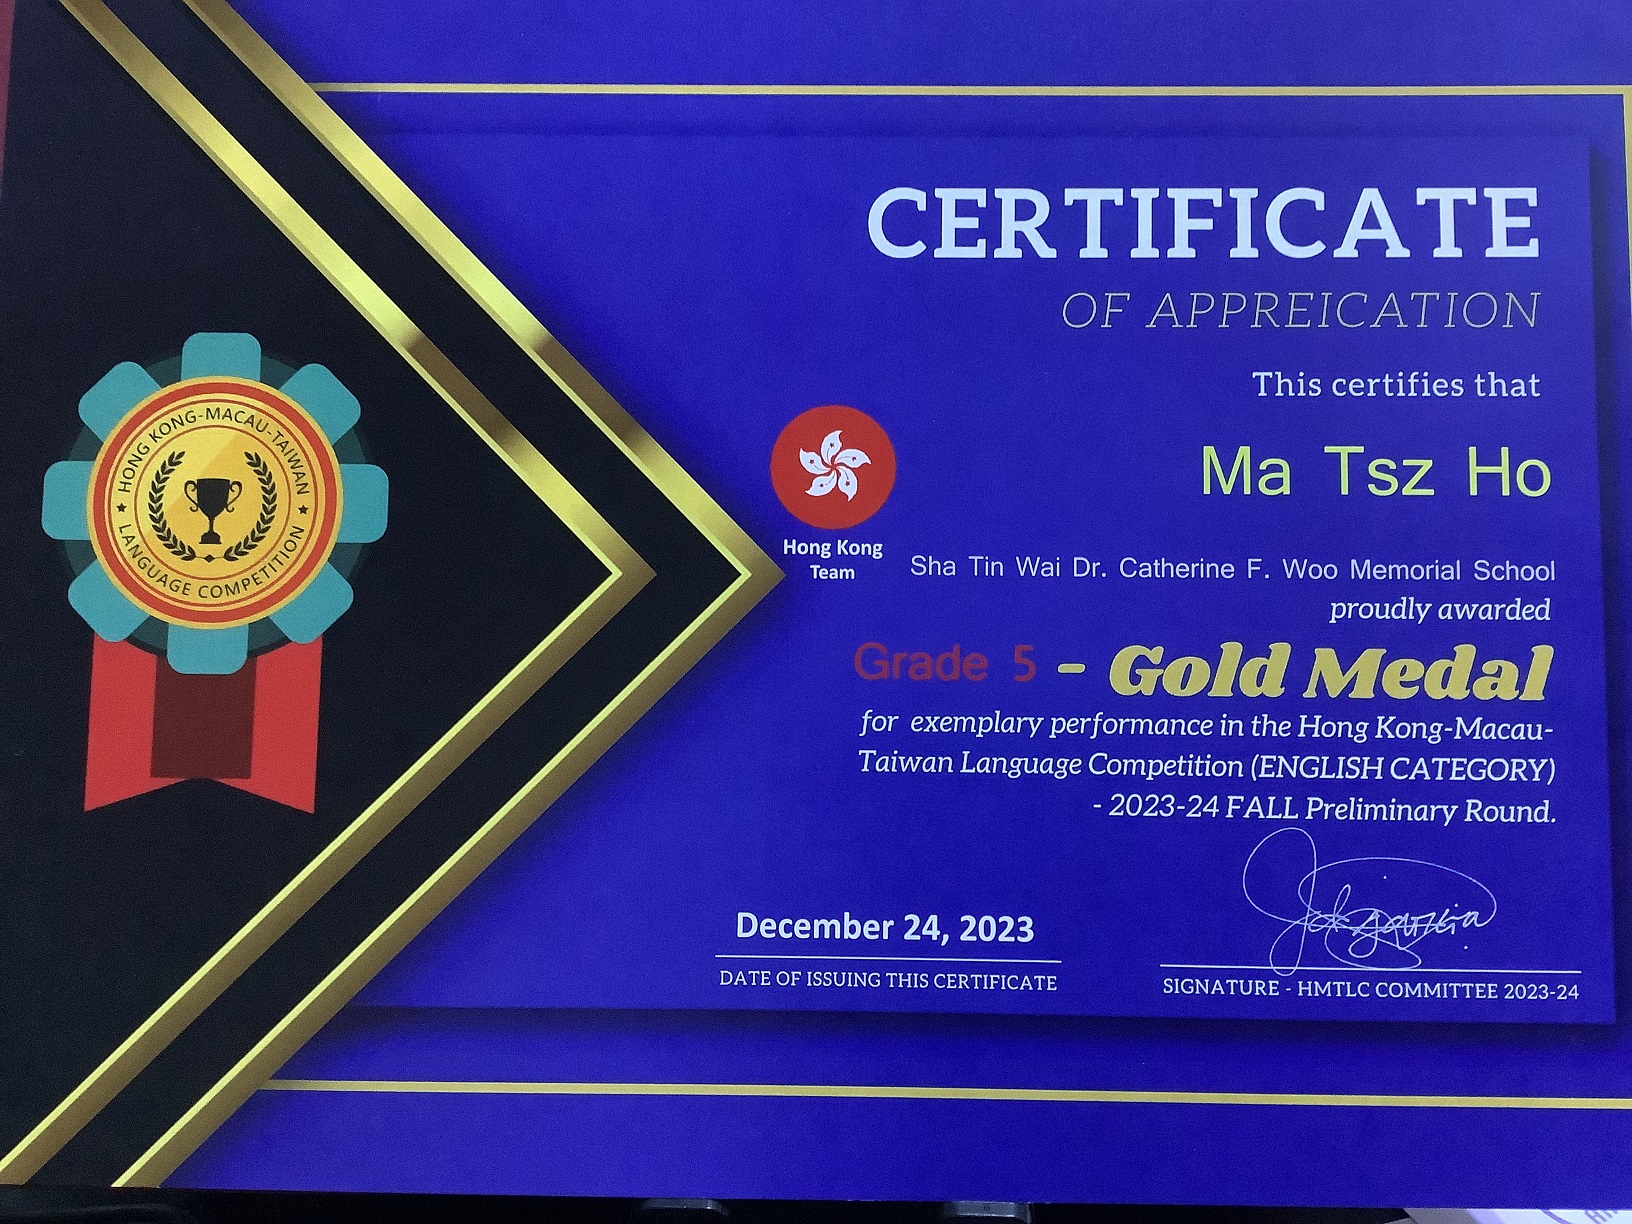 CERTIFICATE
OF APPREICATION
This certifies that
Ma Tsz Ho
Hong Kong
Team
Sha Tin Wai Dr. Catherine F. Woo Memorial School
proudly awarded
Grade 5 - Gold Medal
for exemplary performance in the Hong Kong-Macau-
Taiwan Language Competition (ENGLISH CATEGORY)
- 2023-24 FALL Preliminary Round.
December 24, 2023
DATE OF ISSUING THIS CERTIFICATE
SIGNATURE - HMTLC COMMITTEE 2023-24
HONG KONG-MACAU-TAIWAN
LANGUAGE COMPETITION